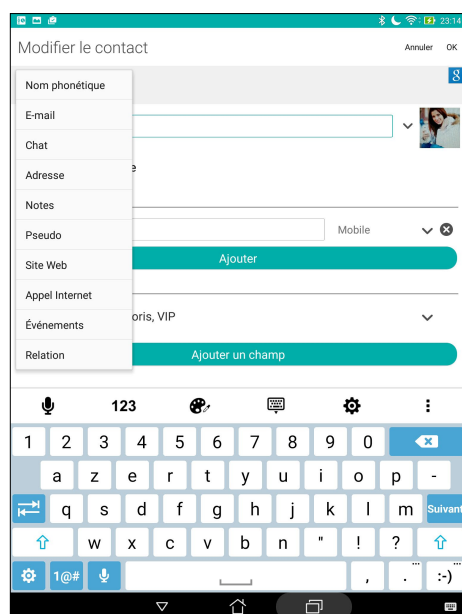 23:14
Modifier le contact
Annuler OK
8
Nom phonétique
E-mail
Chat
Adresse
e
Notes
Pseudo
Mobile
Site Web
Ajouter
Appel Internet
Événements
oris, VIP
Relation
Ajouter un champ
123
1 2 3 4 5 6 7 8 9 0
a z e r t y u i o p -
q s d f g h j k l m Suivant
w x c v b n " ! ?
1@# , . :-)